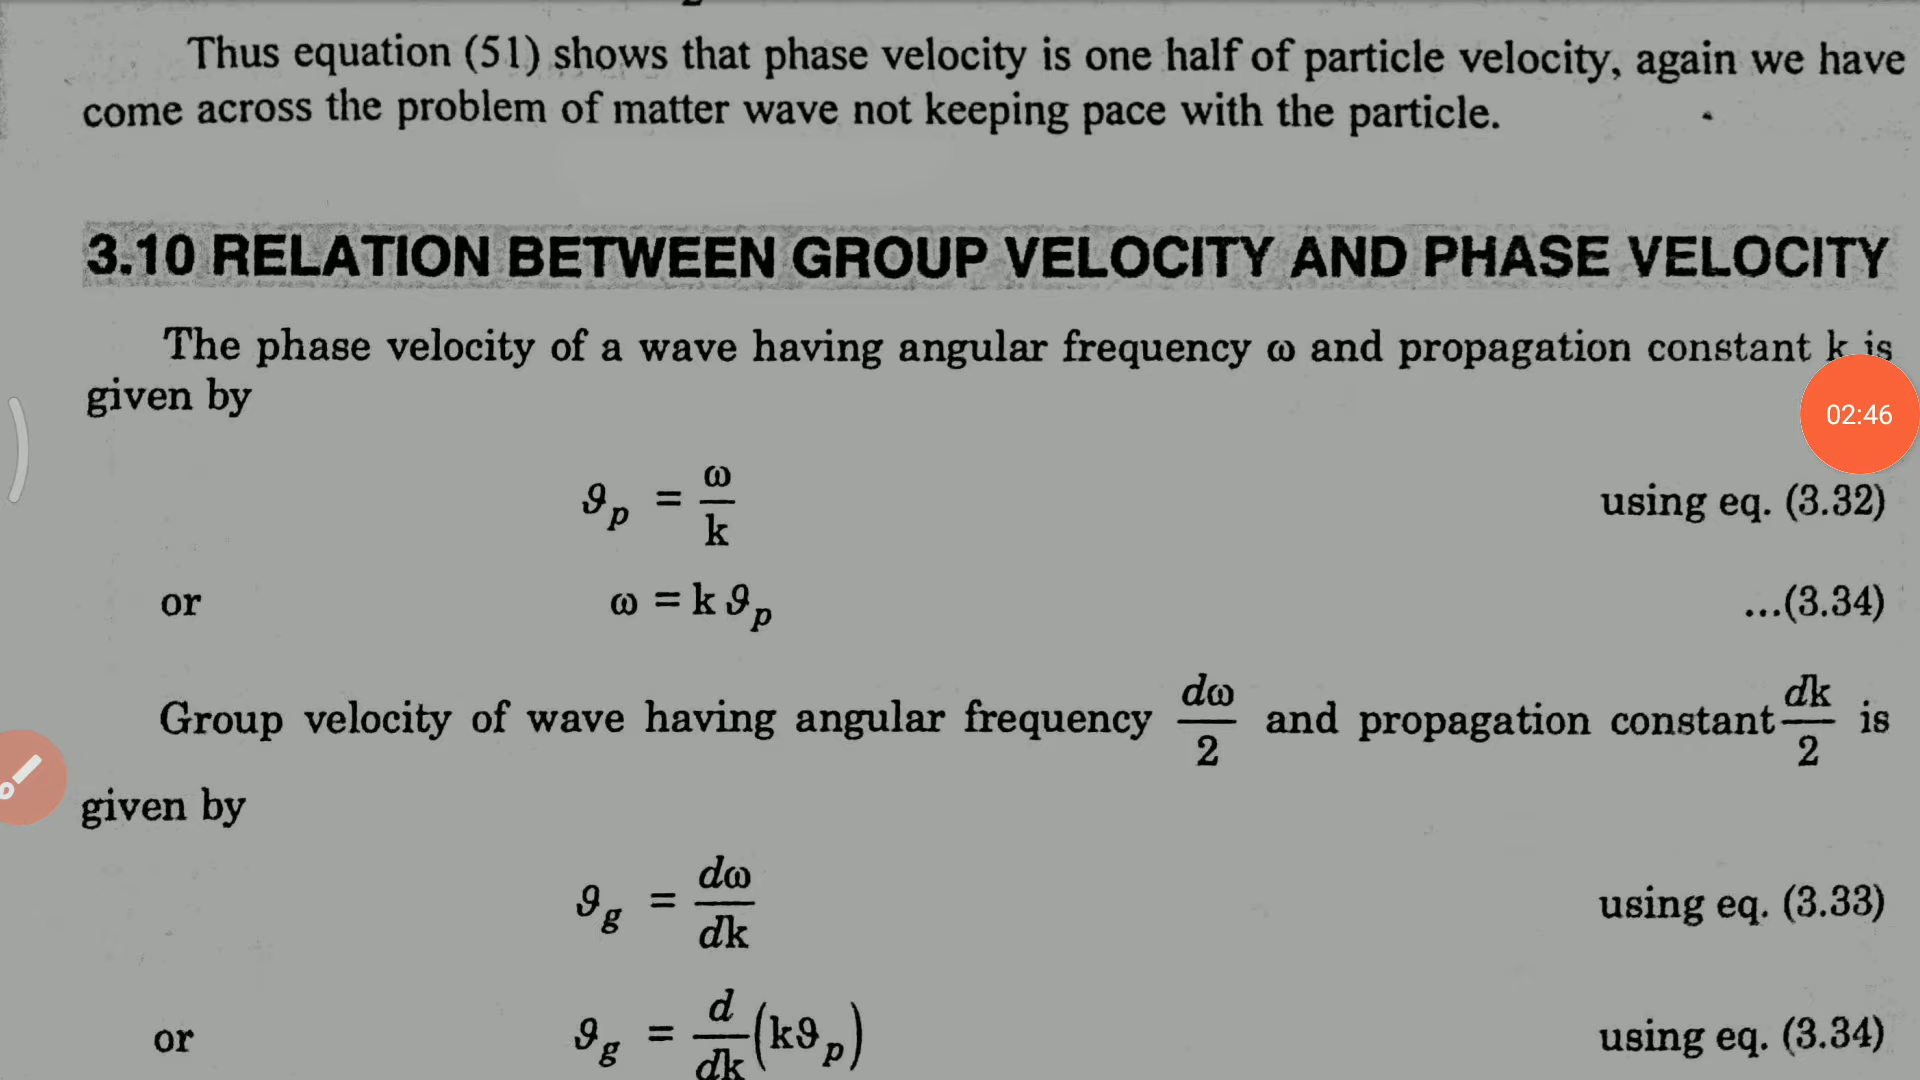 Thus equation (51) shows that phase velocity is one half of particle velocity, again we have
come across the problem of matter wave not keeping pace with the particle.
3.10 RELATION BETWEEN GROUP VELOCITY AND PHASE VELOCITY
The phase velocity of a wave having angular frequency ω and propagation constant k is
given by
02:46
ϑp = ω/k using eq. (3.32)
or ω = k ϑp ...(3.34)
Group velocity of wave having angular frequency dω/2 and propagation constant dk/2 is
given by
ϑg = dω/dk using eq. (3.33)
or ϑg = d/dk (kϑp) using eq. (3.34)